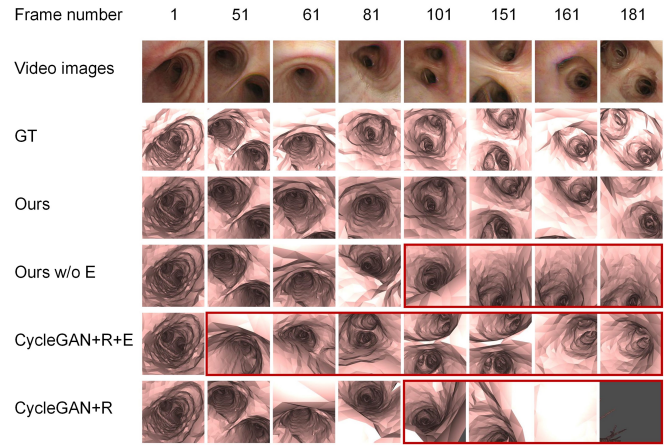 Frame number 1 51 61 81 101 151 161 181
Video images
GT
Ours
Ours w/o E
CycleGAN+R+E
CycleGAN+R